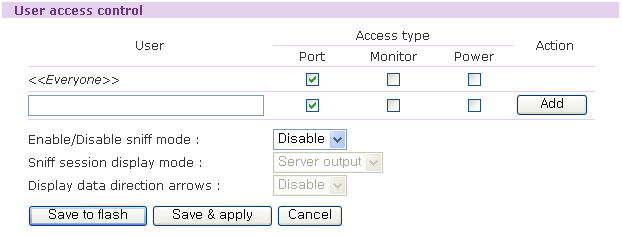 User access control
User Access type Action
Port Monitor Power
<<Everyone>>
Add
Enable/Disable sniff mode : Disable
Sniff session display mode : Server output
Display data direction arrows : Disable
Save to flash Save & apply Cancel